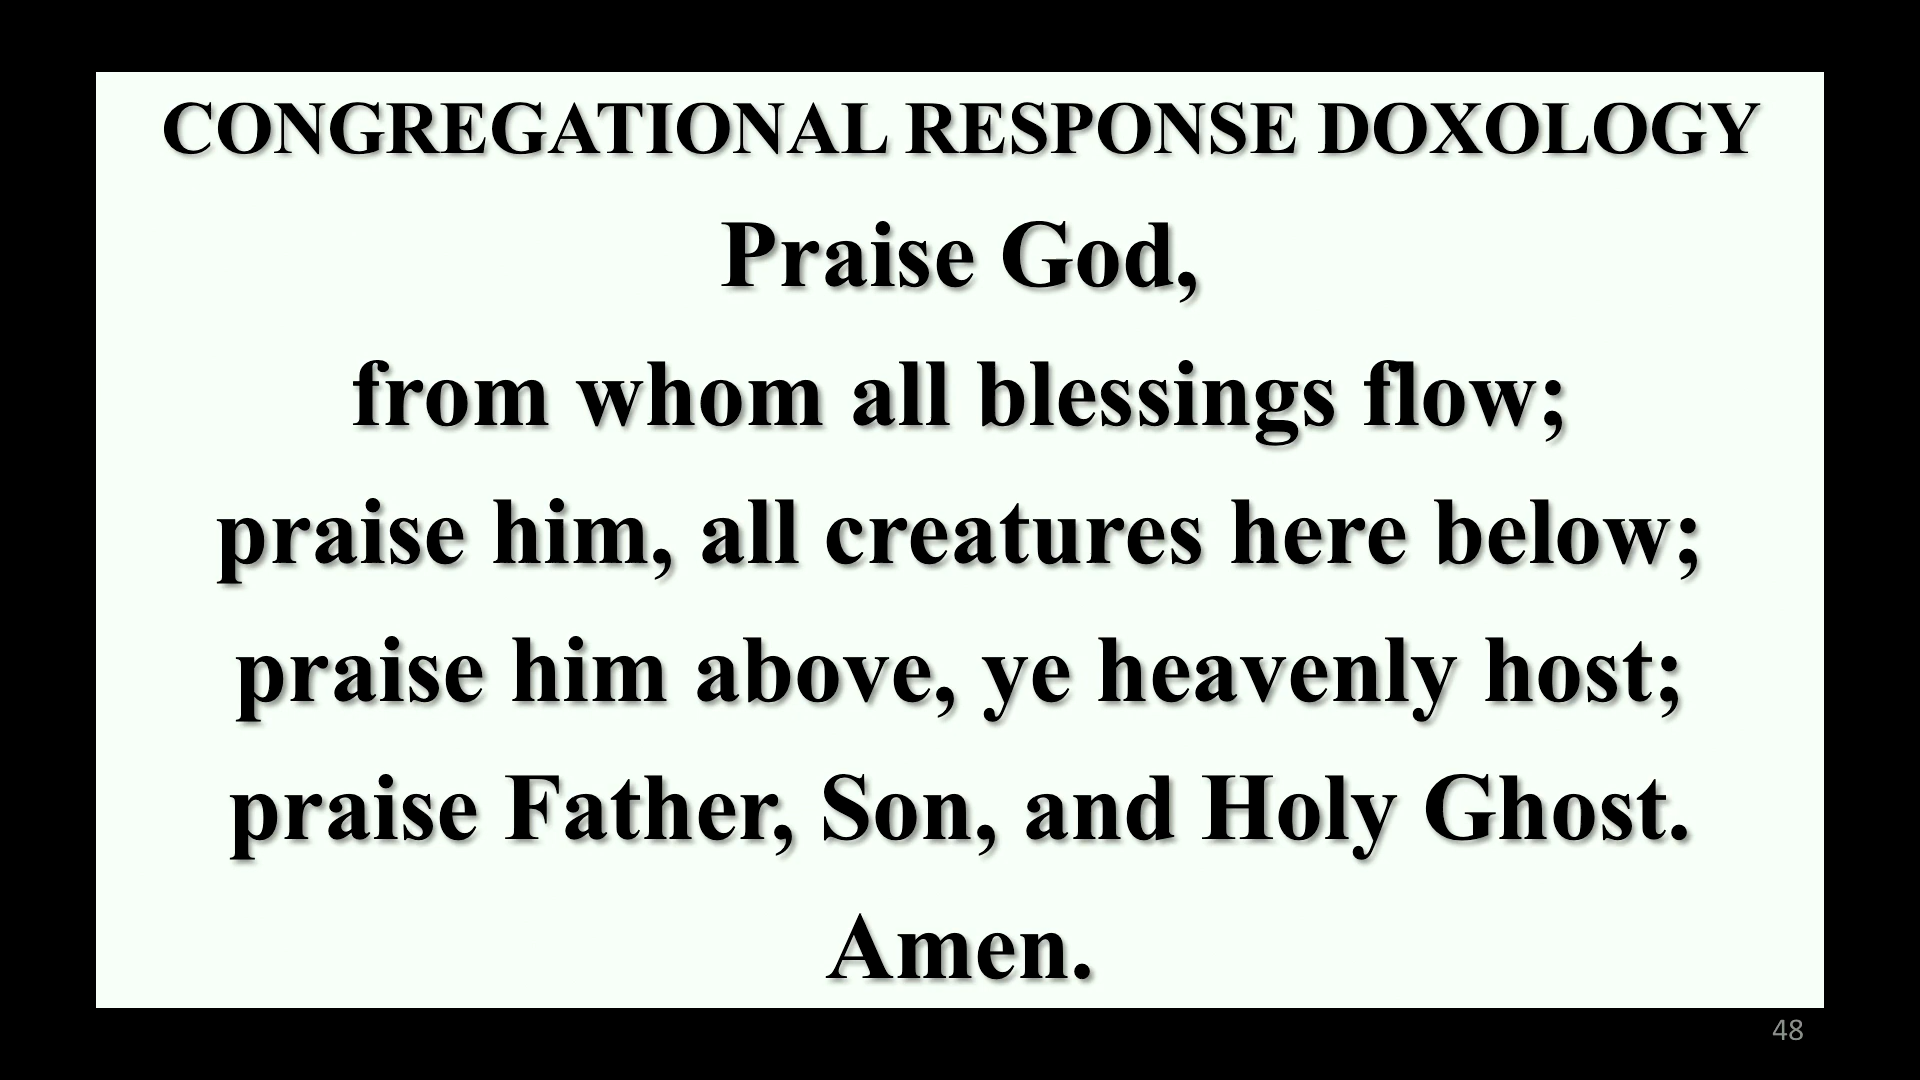 CONGREGATIONAL RESPONSE DOXOLOGY
Praise God,
from whom all blessings flow;
praise him, all creatures here below;
praise him above, ye heavenly host;
praise Father, Son, and Holy Ghost.
Amen.
48